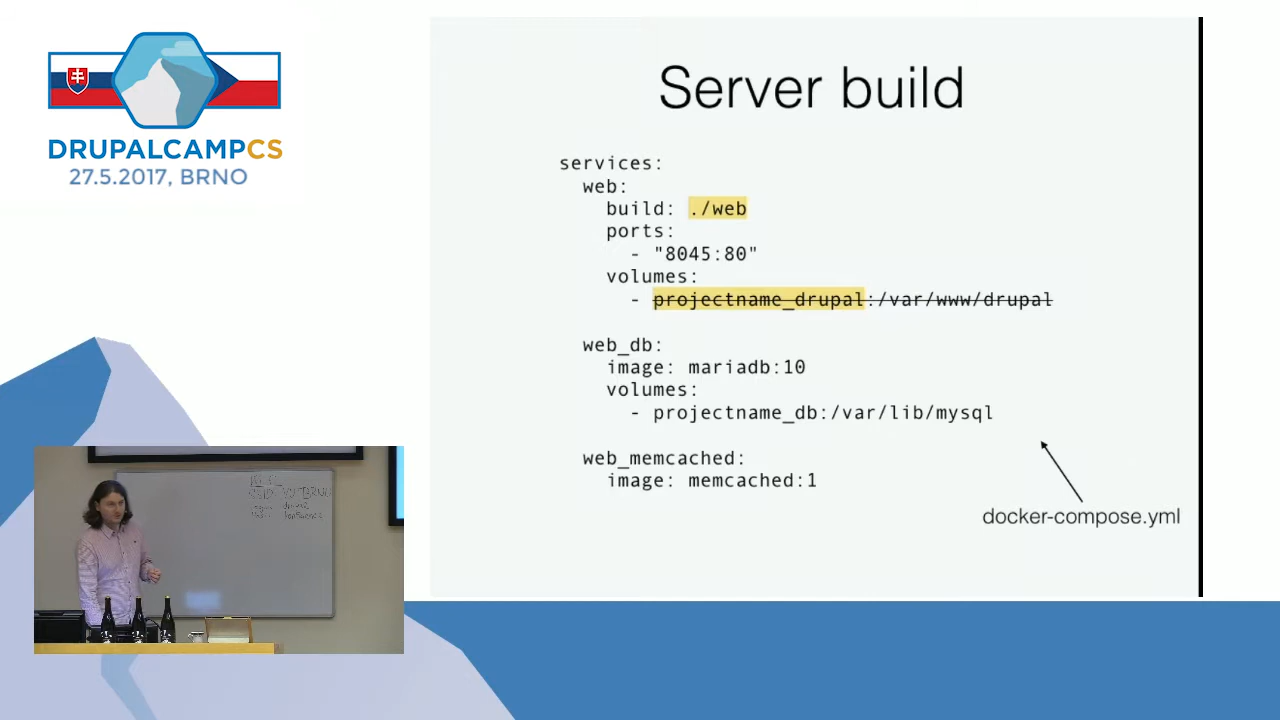 DRUPALCAMPCS
27.5.2017, BRNO
Server build
services:
web:
build: ./web
ports:
- "8045:80"
volumes:
- projectname_drupal:/var/www/drupal
web_db:
image: mariadb:10
volumes:
- projectname_db:/var/lib/mysql
web_memcached:
image: memcached:1
docker-compose.yml